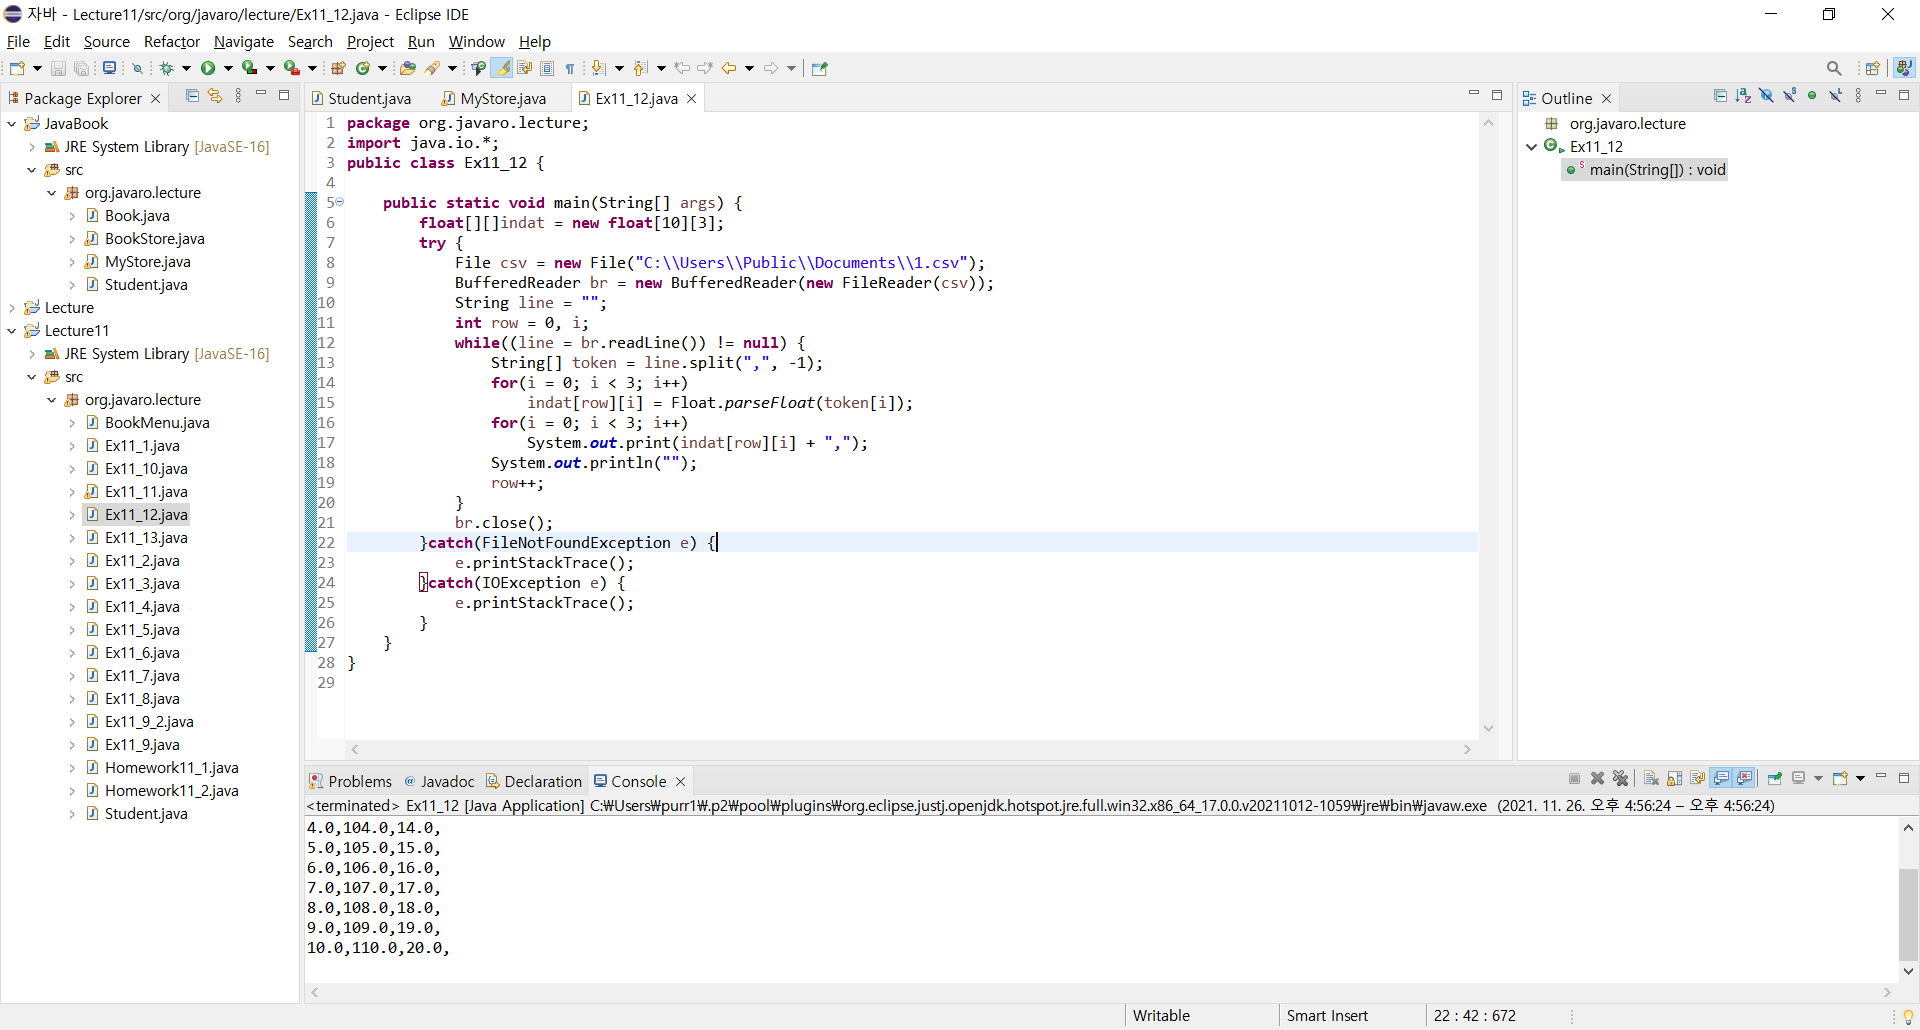 자바 - Lecture11/src/org/javaro/lecture/Ex11_12.java - Eclipse IDE
File Edit Source Refactor Navigate Search Project Run Window Help
Package Explorer
JavaBook
JRE System Library [JavaSE-16]
src
org.javaro.lecture
Book.java
BookStore.java
MyStore.java
Student.java
Lecture
Lecture11
JRE System Library [JavaSE-16]
src
org.javaro.lecture
BookMenu.java
Ex11_1.java
Ex11_10.java
Ex11_11.java
Ex11_12.java
Ex11_13.java
Ex11_2.java
Ex11_3.java
Ex11_4.java
Ex11_5.java
Ex11_6.java
Ex11_7.java
Ex11_8.java
Ex11_9_2.java
Ex11_9.java
Homework11_1.java
Homework11_2.java
Student.java
Student.java MyStore.java Ex11_12.java
1 package org.javaro.lecture;
2 import java.io.*;
3 public class Ex11_12 {
4
5 public static void main(String[] args) {
6 float[][]indat = new float[10][3];
7 try {
8 File csv = new File("C:\\Users\\Public\\Documents\\1.csv");
9 BufferedReader br = new BufferedReader(new FileReader(csv));
10 String line = "";
11 int row = 0, i;
12 while((line = br.readLine()) != null) {
13 String[] token = line.split(",", -1);
14 for(i = 0; i < 3; i++)
15 indat[row][i] = Float.parseFloat(token[i]);
16 for(i = 0; i < 3; i++)
17 System.out.print(indat[row][i] + ",");
18 System.out.println("");
19 row++;
20 }
21 br.close();
22 }catch(FileNotFoundException e) {
23 e.printStackTrace();
24 }catch(IOException e) {
25 e.printStackTrace();
26 }
27 }
28 }
29
Outline
org.javaro.lecture
Ex11_12
main(String[]) : void
Problems Javadoc Declaration Console
<terminated> Ex11_12 [Java Application] C:₩Users₩purr1₩.p2₩pool₩plugins₩org.eclipse.justj.openjdk.hotspot.jre.full.win32.x86_64_17.0.0.v20211012-1059₩jre₩bin₩javaw.exe (2021. 11. 26. 오후 4:56:24 – 오후 4:56:24)
4.0,104.0,14.0,
5.0,105.0,15.0,
6.0,106.0,16.0,
7.0,107.0,17.0,
8.0,108.0,18.0,
9.0,109.0,19.0,
10.0,110.0,20.0,
Writable Smart Insert 22 : 42 : 672